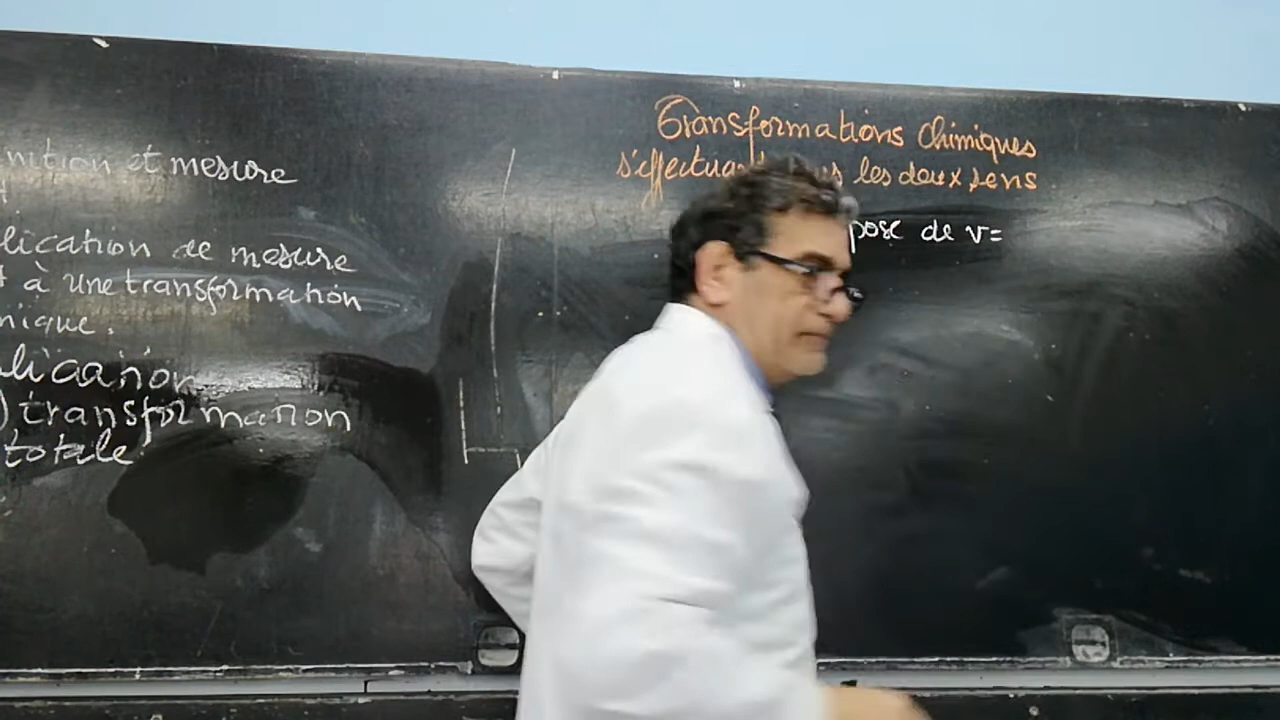 nition et mesure
lication de mesure
à une transformation
nique.
lication
) transformation
totale
Transformations chimiques
s'effectuant les deux sens
pose de v=